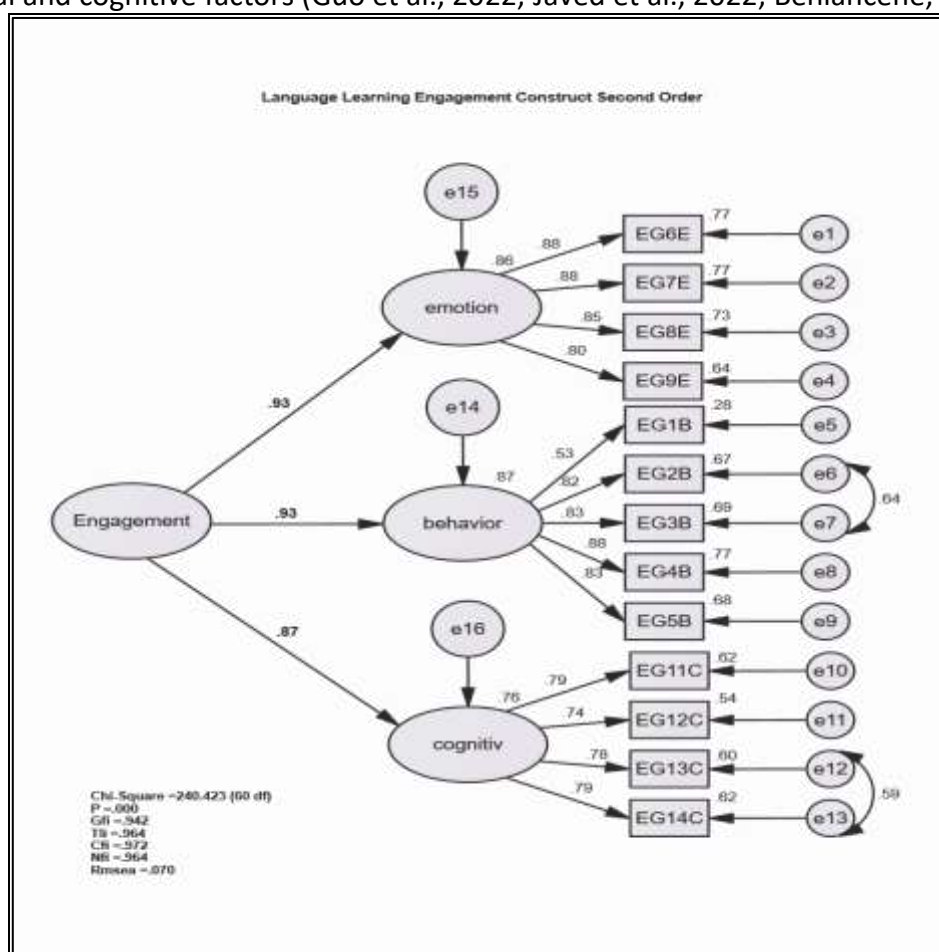 al and cognitive factors (Guo et al., 2022; Javed et al., 2022; Benlahcene,
Language Learning Engagement Construct Second Order
e15
.77
EG6E
e1
.88
.86
.77
EG7E
e2
.88
emotion
.73
EG8E
e3
.85
.80
.64
EG9E
e4
.93
e14
.28
EG1B
e5
.53
.87
.67
EG2B
e6
.82
.64
Engagement
.93
behavior
.83
.69
EG3B
e7
.88
.77
EG4B
e8
.83
.68
EG5B
e9
.87
e16
.62
EG11C
e10
.79
.76
.54
EG12C
e11
.74
cognitiv
.78
.60
EG13C
e12
.59
.79
.62
EG14C
e13
Chi-Square =240.423 (60 df)
P =.000
Gfi =.942
Tli =.964
Cfi =.972
Nfi =.964
Rmsea =.070